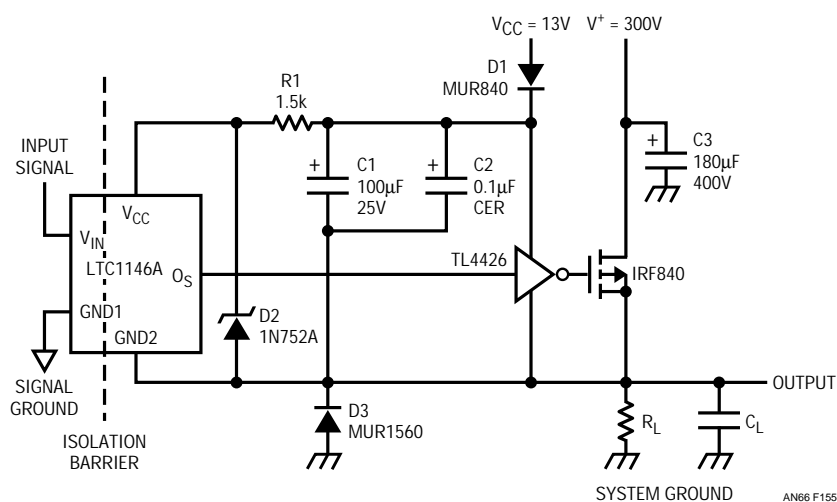 V_CC = 13V
V⁺ = 300V
D1
MUR840
R1
1.5k
INPUT
SIGNAL
+
C1
100µF
25V
+
C2
0.1µF
CER
+
C3
180µF
400V
V_CC
V_IN
LTC1146A
O_S
TL4426
IRF840
GND1
GND2
D2
1N752A
SIGNAL
GROUND
OUTPUT
D3
MUR1560
R_L
C_L
ISOLATION
BARRIER
SYSTEM GROUND
AN66 F155